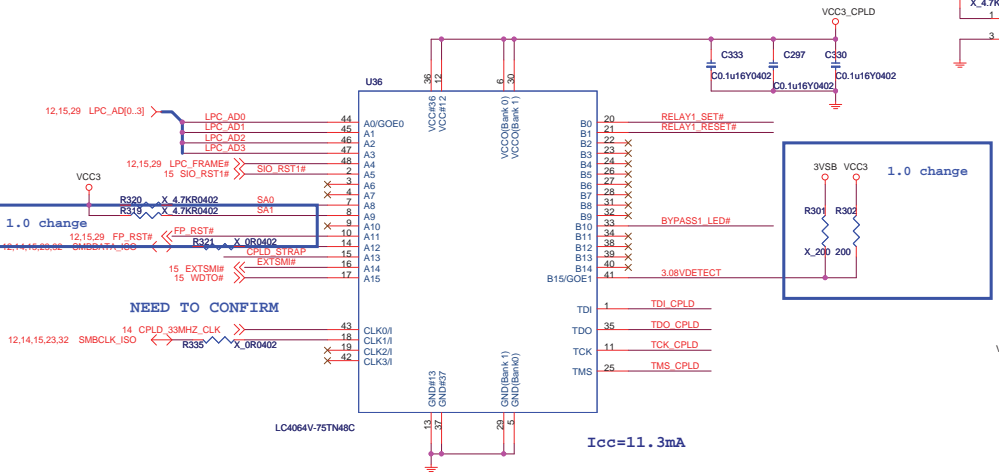 X_4.7K
1
3
VCC3_CPLD
C333
C297
C330
C0.1u16Y0402
C0.1u16Y0402
C0.1u16Y0402
U36
36
12
6
30
VCC#36
VCC#12
VCCO(Bank 0)
VCCO(Bank 1)
12,15,29 LPC_AD[0..3]
LPC_AD0 44 A0/GOE0
LPC_AD1 45 A1
LPC_AD2 46 A2
LPC_AD3 47 A3
12,15,29 LPC_FRAME# 48 A4
15 SIO_RST1# SIO_RST1# 2 A5
3 A6
4 A7
VCC3
R320 X_4.7KR0402 SA0 7 A8
R319 X_4.7KR0402 SA1 8 A9
1.0 change
9 A10
12,15,29 FP_RST# FP_RST# 10 A11
12,14,15,23,32 SMBDATA_ISO R321 X_0R0402 14 A12
CPLD_STRAP 15 A13
15 EXTSMI# EXTSMI# 16 A14
15 WDTO# 17 A15
NEED TO CONFIRM
14 CPLD_33MHZ_CLK 43 CLK0/I
12,14,15,23,32 SMBCLK_ISO R335 X_0R0402 18 CLK1/I
19 CLK2/I
42 CLK3/I
B0 20 RELAY1_SET#
B1 21 RELAY1_RESET#
B2 22
B3 23
B4 24
B5 26
B6 27
B7 28
B8 31
B9 32
B10 33 BYPASS1_LED#
B11 34
B12 38
B13 39
B14 40
B15/GOE1 41 3.08VDETECT
3VSB VCC3
1.0 change
R301 R302
X_200 200
TDI 1 TDI_CPLD
TDO 35 TDO_CPLD
TCK 11 TCK_CPLD
TMS 25 TMS_CPLD
GND#13
GND#37
GND(Bank 1)
GND(Bank0)
13
37
29
5
LC4064V-75TN48C
Icc=11.3mA